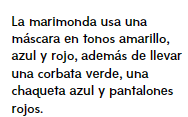 La marimonda usa una
máscara en tonos amarillo,
azul y rojo, además de llevar
una corbata verde, una
chaqueta azul y pantalones
rojos.